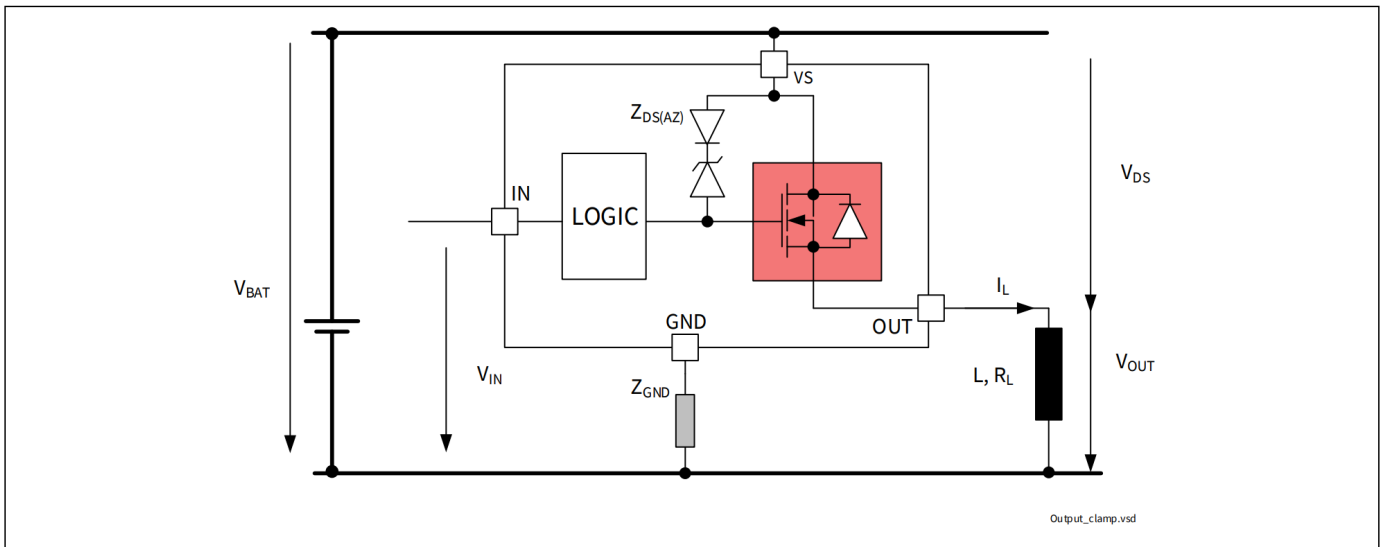 VS
Z_DS(AZ)
V_DS
IN
LOGIC
V_BAT
I_L
GND
OUT
V_IN
Z_GND
L, R_L
V_OUT
Output_clamp.vsd